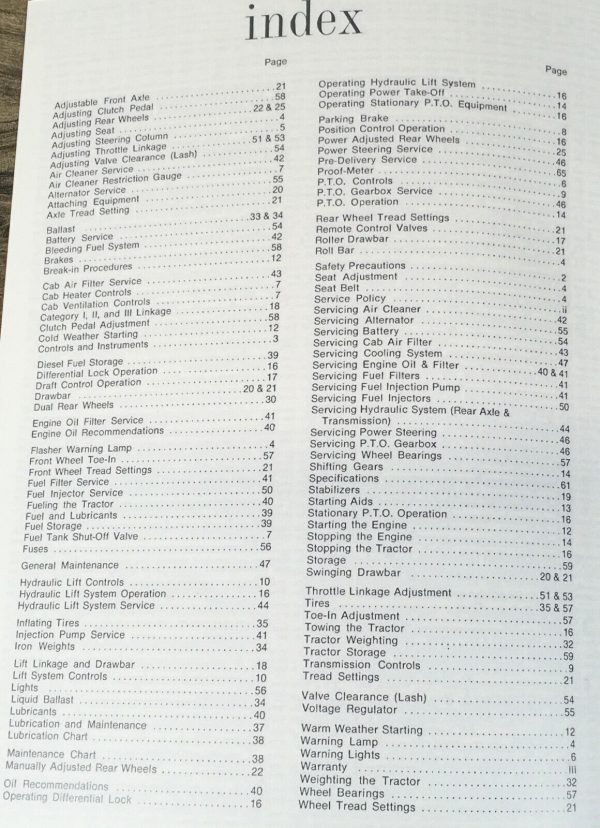 index
Page
Adjustable Front Axle . . . . . 21
Adjusting Clutch Pedal . . . . . 58
Adjusting Rear Wheels . . . . . 22 & 25
Adjusting Seat . . . . . 4
Adjusting Steering Column . . . . . 5
Adjusting Throttle Linkage . . . . . 51 & 53
Adjusting Valve Clearance (Lash) . . . . . 54
Air Cleaner Service . . . . . 42
Air Cleaner Restriction Gauge . . . . . 7
Alternator Service . . . . . 55
Attaching Equipment . . . . . 20
Axle Tread Setting . . . . . 21
Ballast . . . . . 33 & 34
Battery Service . . . . . 54
Bleeding Fuel System . . . . . 42
Brakes . . . . . 58
Break-in Procedures . . . . . 12
Cab Air Filter Service . . . . . 43
Cab Heater Controls . . . . . 7
Cab Ventilation Controls . . . . . 7
Category I, II, and III Linkage . . . . . 18
Clutch Pedal Adjustment . . . . . 58
Cold Weather Starting . . . . . 12
Controls and Instruments . . . . . 3
Diesel Fuel Storage . . . . . 39
Differential Lock Operation . . . . . 16
Draft Control Operation . . . . . 17
Drawbar . . . . . 20 & 21
Dual Rear Wheels . . . . . 30
Engine Oil Filter Service . . . . . 41
Engine Oil Recommendations . . . . . 40
Flasher Warning Lamp . . . . . 4
Front Wheel Toe-In . . . . . 57
Front Wheel Tread Settings . . . . . 21
Fuel Filter Service . . . . . 41
Fuel Injector Service . . . . . 50
Fueling the Tractor . . . . . 40
Fuel and Lubricants . . . . . 39
Fuel Storage . . . . . 39
Fuel Tank Shut-Off Valve . . . . . 7
Fuses . . . . . 56
General Maintenance . . . . . 47
Hydraulic Lift Controls . . . . . 10
Hydraulic Lift System Operation . . . . . 16
Hydraulic Lift System Service . . . . . 44
Inflating Tires . . . . . 35
Injection Pump Service . . . . . 41
Iron Weights . . . . . 34
Lift Linkage and Drawbar . . . . . 18
Lift System Controls . . . . . 10
Lights . . . . . 56
Liquid Ballast . . . . . 34
Lubricants . . . . . 40
Lubrication and Maintenance . . . . . 37
Lubrication Chart . . . . . 38
Maintenance Chart . . . . . 38
Manually Adjusted Rear Wheels . . . . . 22
Oil Recommendations . . . . . 40
Operating Differential Lock . . . . . 16
Page
Operating Hydraulic Lift System . . . . . 16
Operating Power Take-Off . . . . . 14
Operating Stationary P.T.O. Equipment . . . . . 16
Parking Brake . . . . . 8
Position Control Operation . . . . . 16
Power Adjusted Rear Wheels . . . . . 25
Power Steering Service . . . . . 46
Pre-Delivery Service . . . . . 65
Proof-Meter . . . . . 6
P.T.O. Controls . . . . . 9
P.T.O. Gearbox Service . . . . . 46
P.T.O. Operation . . . . . 14
Rear Wheel Tread Settings . . . . . 21
Remote Control Valves . . . . . 17
Roller Drawbar . . . . . 21
Roll Bar . . . . . 4
Safety Precautions . . . . . 2
Seat Adjustment . . . . . 4
Seat Belt . . . . . 4
Service Policy . . . . . ii
Servicing Air Cleaner . . . . . 42
Servicing Alternator . . . . . 55
Servicing Battery . . . . . 54
Servicing Cab Air Filter . . . . . 43
Servicing Cooling System . . . . . 47
Servicing Engine Oil & Filter . . . . . 40 & 41
Servicing Fuel Filters . . . . . 41
Servicing Fuel Injection Pump . . . . . 41
Servicing Fuel Injectors . . . . . 50
Servicing Hydraulic System (Rear Axle &
Transmission) . . . . . 44
Servicing Power Steering . . . . . 46
Servicing P.T.O. Gearbox . . . . . 46
Servicing Wheel Bearings . . . . . 57
Shifting Gears . . . . . 14
Specifications . . . . . 61
Stabilizers . . . . . 19
Starting Aids . . . . . 13
Stationary P.T.O. Operation . . . . . 16
Starting the Engine . . . . . 12
Stopping the Engine . . . . . 14
Stopping the Tractor . . . . . 16
Storage . . . . . 59
Swinging Drawbar . . . . . 20 & 21
Throttle Linkage Adjustment . . . . . 51 & 53
Tires . . . . . 35 & 57
Toe-In Adjustment . . . . . 57
Towing the Tractor . . . . . 16
Tractor Weighting . . . . . 32
Tractor Storage . . . . . 59
Transmission Controls . . . . . 9
Tread Settings . . . . . 21
Valve Clearance (Lash) . . . . . 54
Voltage Regulator . . . . . 55
Warm Weather Starting . . . . . 12
Warning Lamp . . . . . 4
Warning Lights . . . . . 6
Warranty . . . . . III
Weighting the Tractor . . . . . 32
Wheel Bearings . . . . . 57
Wheel Tread Settings . . . . . 21